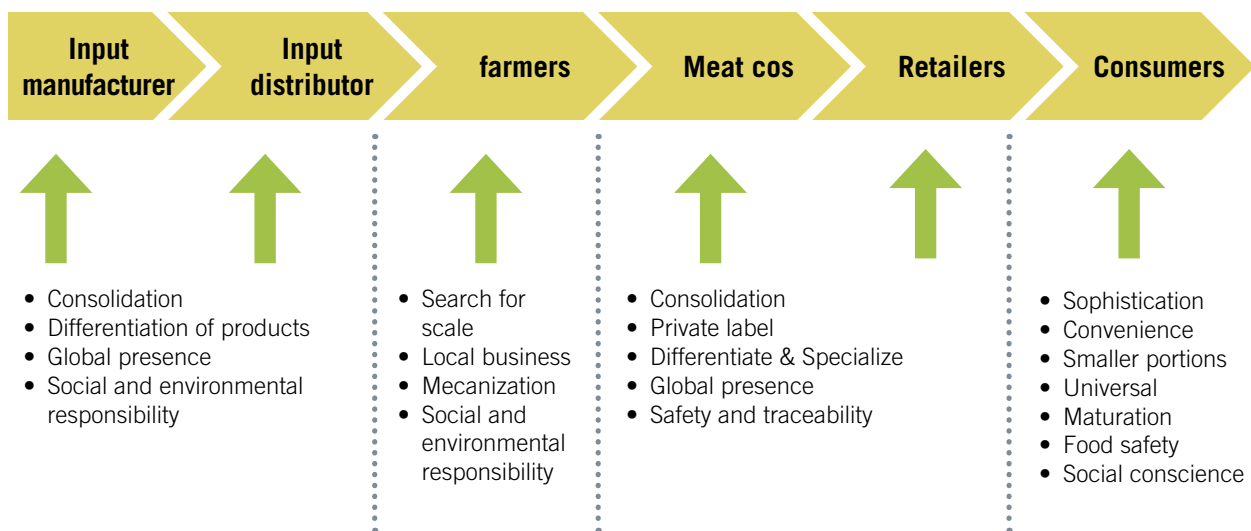 Input
manufacturer
Input
distributor
farmers
Meat cos
Retailers
Consumers
• Consolidation
• Differentiation of products
• Global presence
• Social and environmental
responsibility
• Search for
scale
• Local business
• Mecanization
• Social and
environmental
responsibility
• Consolidation
• Private label
• Differentiate & Specialize
• Global presence
• Safety and traceability
• Sophistication
• Convenience
• Smaller portions
• Universal
• Maturation
• Food safety
• Social conscience